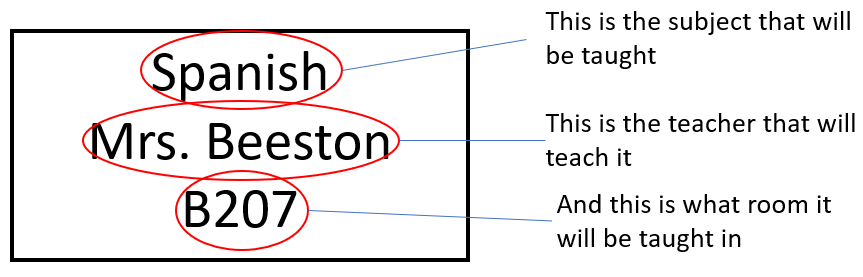 Spanish
Mrs. Beeston
B207
This is the subject that will
be taught
This is the teacher that will
teach it
And this is what room it
will be taught in